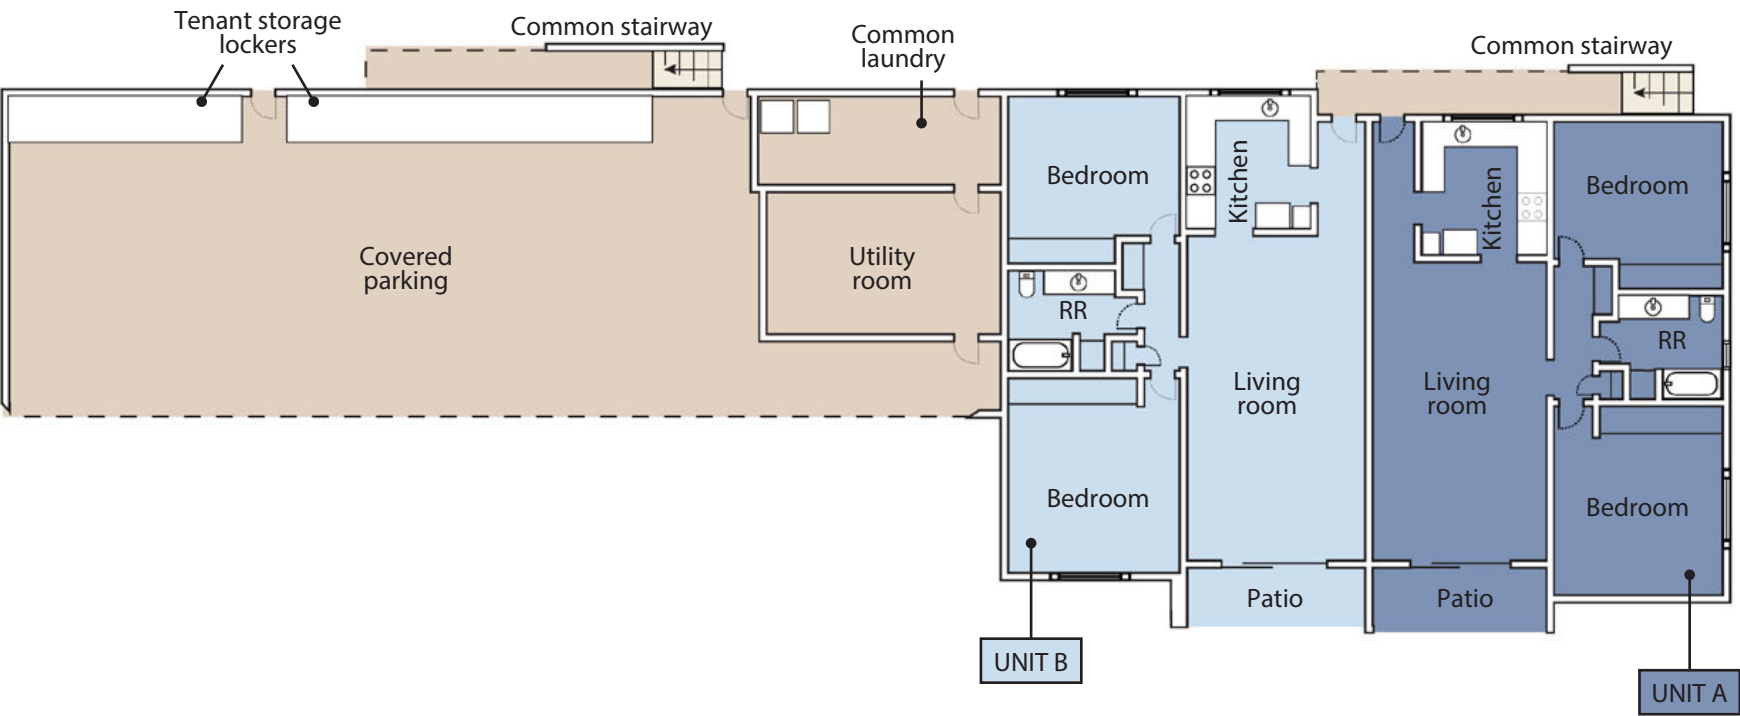 Tenant storage
lockers
Common stairway
Common
laundry
Common stairway
Covered
parking
Utility
room
Bedroom
Kitchen
RR
Living
room
Bedroom
Patio
UNIT B
Kitchen
Bedroom
RR
Living
room
Bedroom
Patio
UNIT A